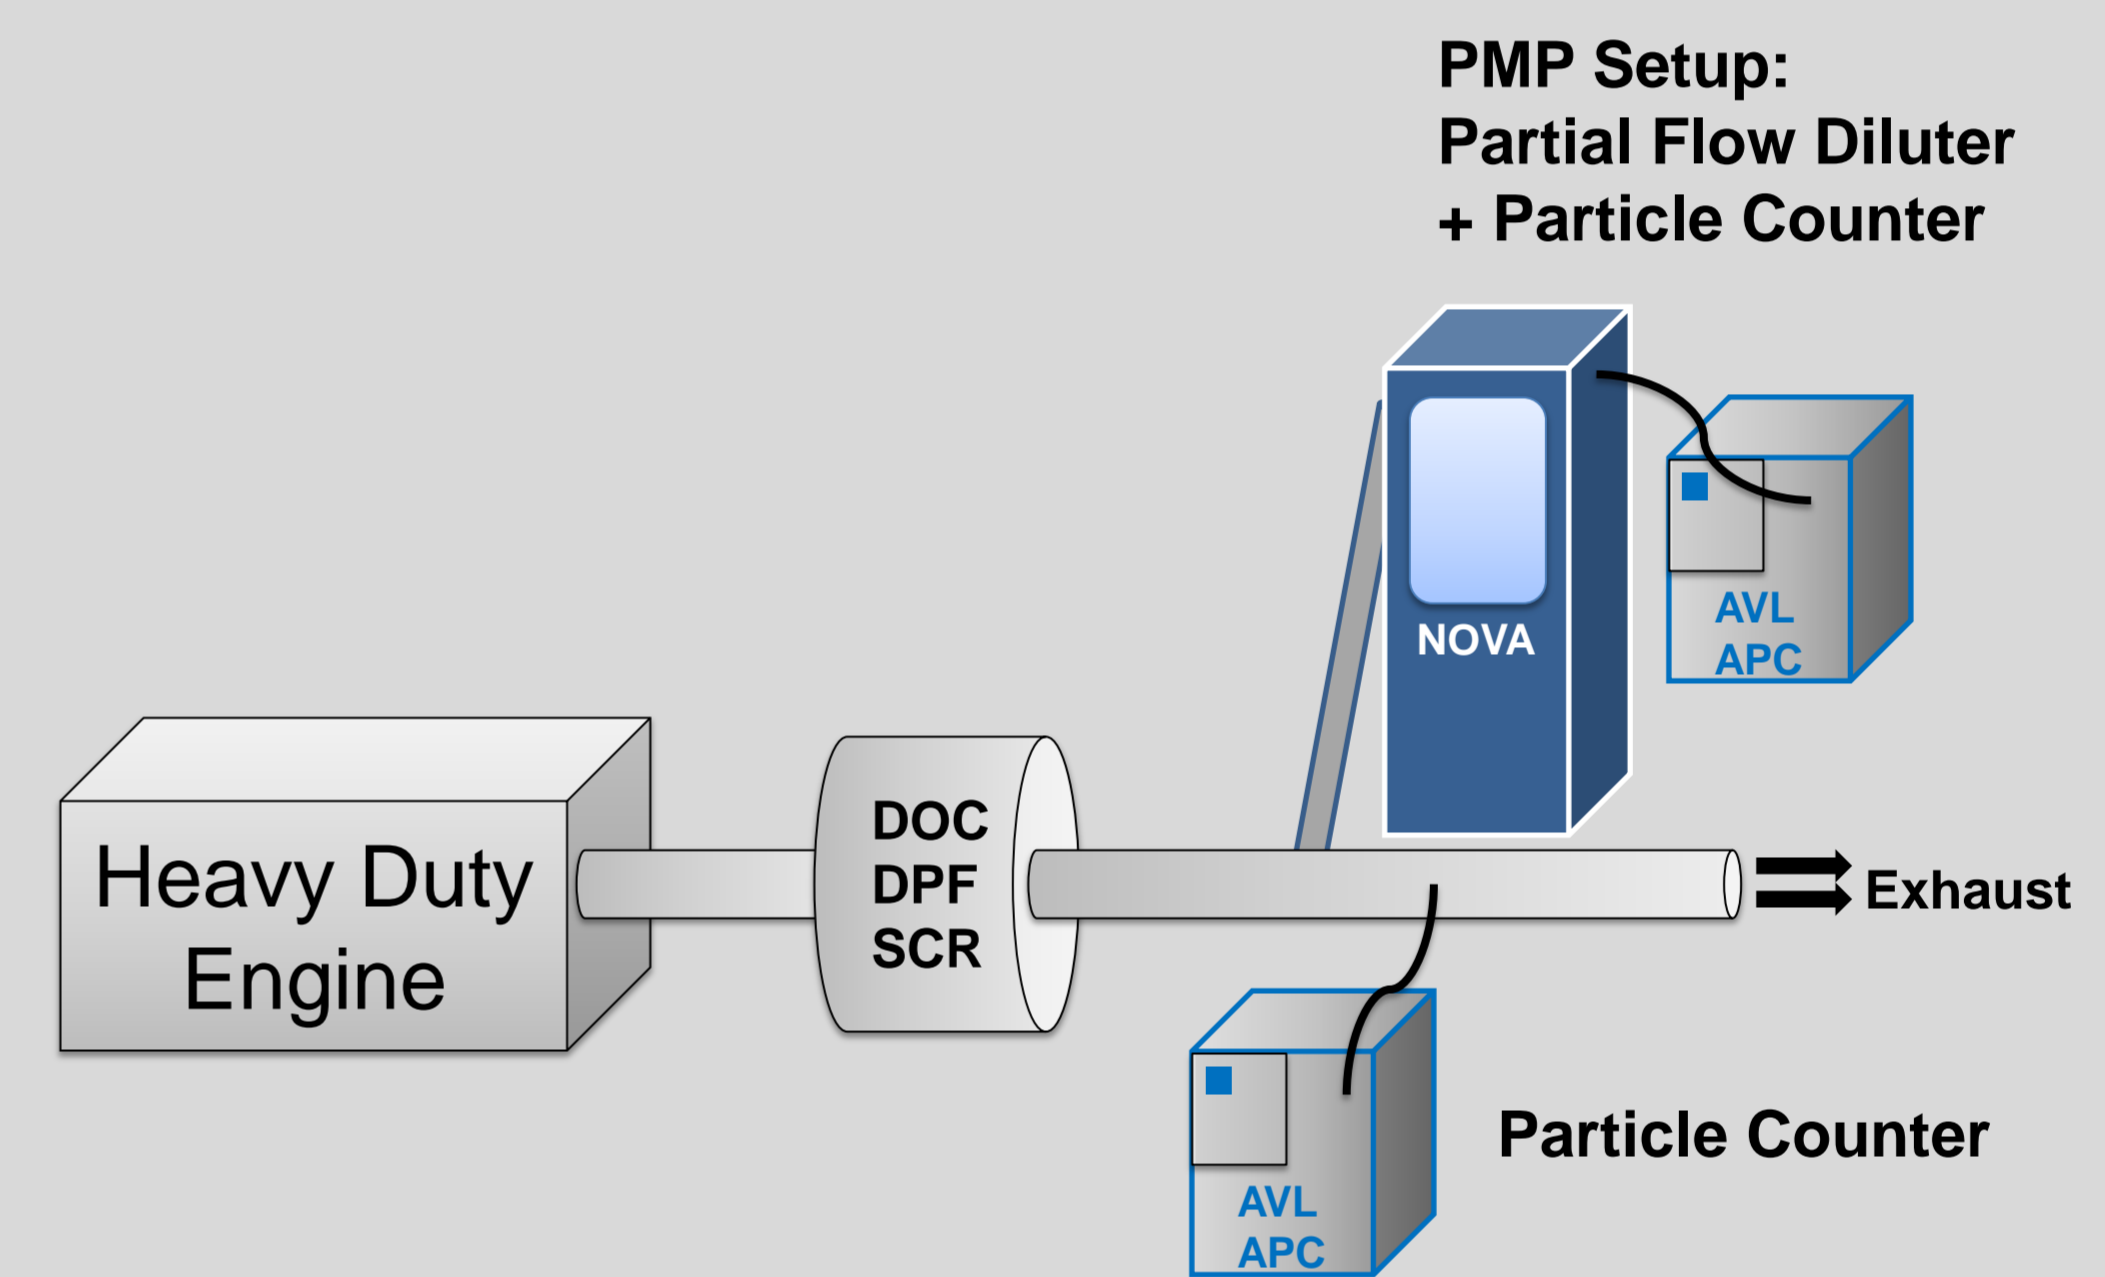 PMP Setup:
Partial Flow Diluter
+ Particle Counter
NOVA
AVL
APC
Heavy Duty
Engine
DOC
DPF
SCR
Exhaust
Particle Counter
AVL
APC